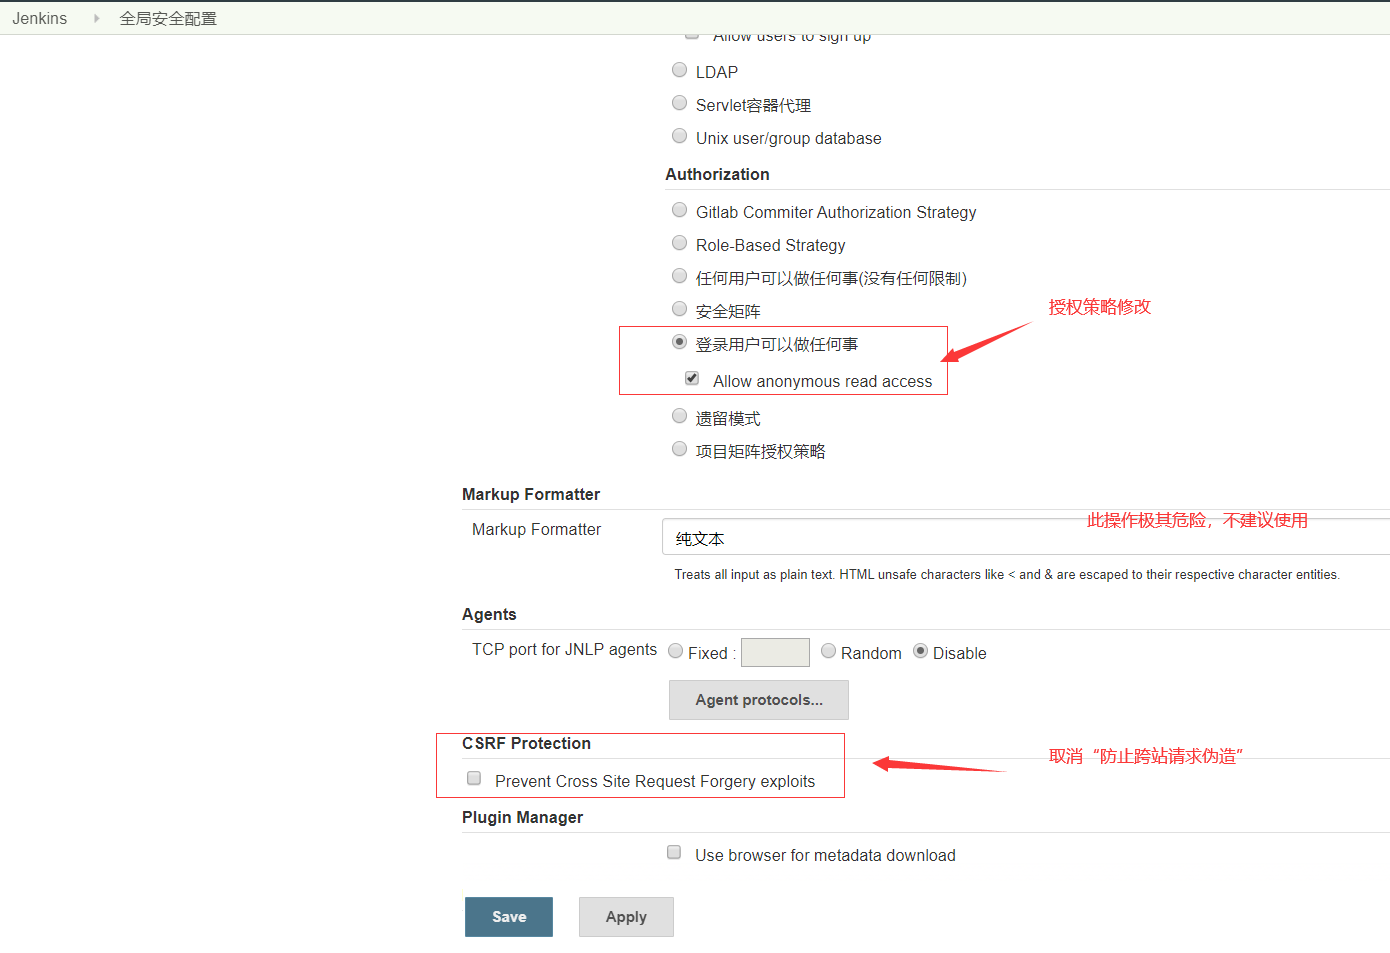 Jenkins 全局安全配置
Allow users to sign up
LDAP
Servlet容器代理
Unix user/group database
Authorization
Gitlab Commiter Authorization Strategy
Role-Based Strategy
任何用户可以做任何事(没有任何限制)
安全矩阵
授权策略修改
登录用户可以做任何事
Allow anonymous read access
遗留模式
项目矩阵授权策略
Markup Formatter
此操作极其危险，不建议使用
Markup Formatter 纯文本
Treats all input as plain text. HTML unsafe characters like < and & are escaped to their respective character entities.
Agents
TCP port for JNLP agents Fixed : Random Disable
Agent protocols...
CSRF Protection
取消“防止跨站请求伪造”
Prevent Cross Site Request Forgery exploits
Plugin Manager
Use browser for metadata download
Save Apply